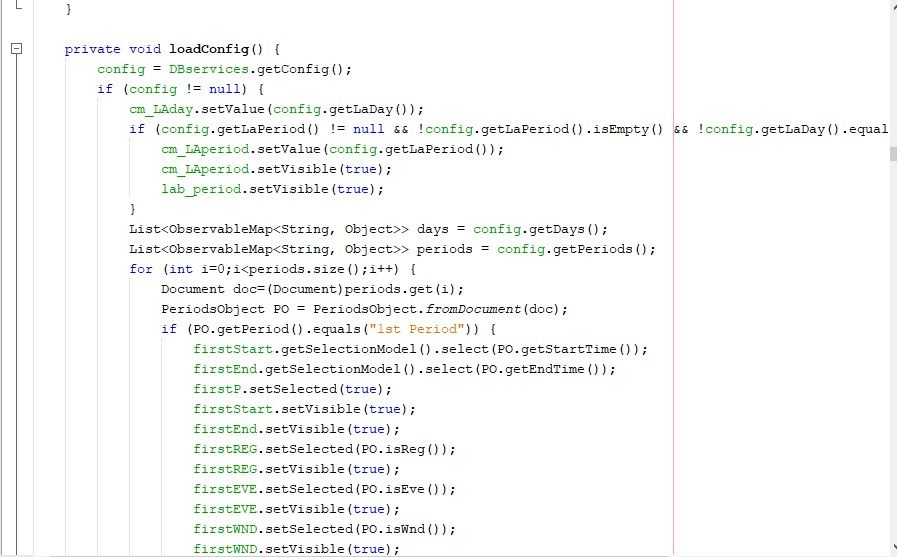 }
private void loadConfig() {
config = DBservices.getConfig();
if (config != null) {
cm_LAday.setValue(config.getLaDay());
if (config.getLaPeriod() != null && !config.getLaPeriod().isEmpty() && !config.getLaDay().equal
cm_LAperiod.setValue(config.getLaPeriod());
cm_LAperiod.setVisible(true);
lab_period.setVisible(true);
}
List<ObservableMap<String, Object>> days = config.getDays();
List<ObservableMap<String, Object>> periods = config.getPeriods();
for (int i=0;i<periods.size();i++) {
Document doc=(Document)periods.get(i);
PeriodsObject PO = PeriodsObject.fromDocument(doc);
if (PO.getPeriod().equals("1st Period")) {
firstStart.getSelectionModel().select(PO.getStartTime());
firstEnd.getSelectionModel().select(PO.getEndTime());
firstP.setSelected(true);
firstStart.setVisible(true);
firstEnd.setVisible(true);
firstREG.setSelected(PO.isReg());
firstREG.setVisible(true);
firstEVE.setSelected(PO.isEve());
firstEVE.setVisible(true);
firstWND.setSelected(PO.isWnd());
firstWND.setVisible(true);